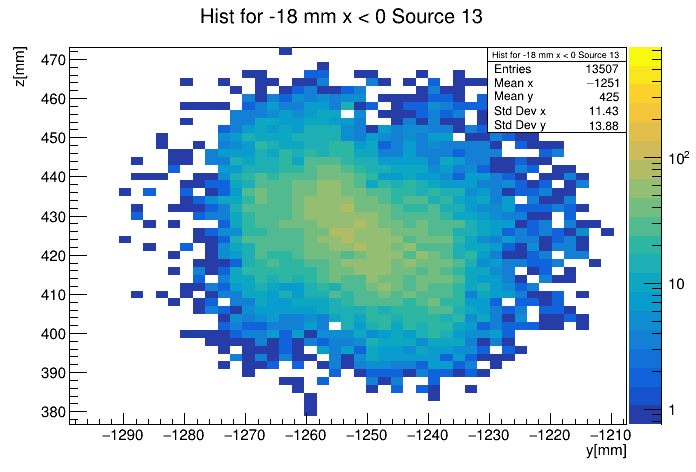 Hist for -18 mm x < 0 Source 13
z[mm]
470
460
450
440
430
420
410
400
390
380
−1290 −1280 −1270 −1260 −1250 −1240 −1230 −1220 −1210
y[mm]
Hist for -18 mm x < 0 Source 13
Entries 13507
Mean x −1251
Mean y 425
Std Dev x 11.43
Std Dev y 13.88
10²
10
1